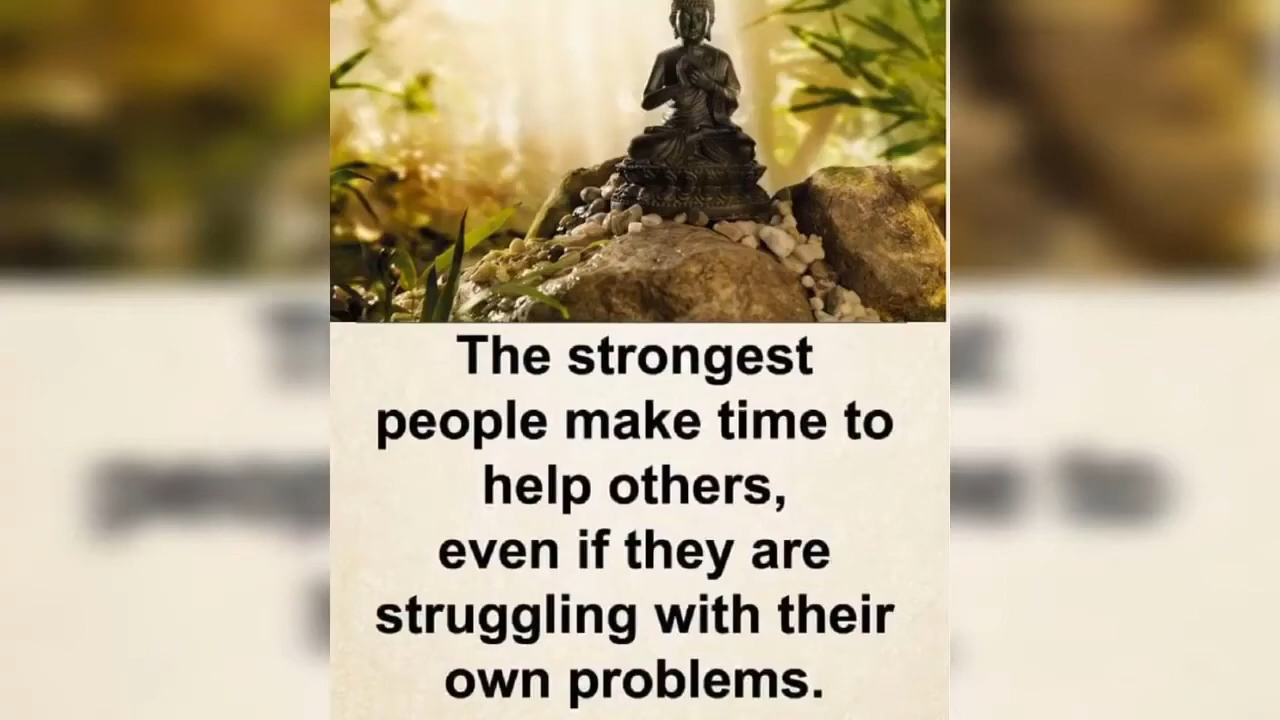 The strongest
people make time to
help others,
even if they are
struggling with their
own problems.